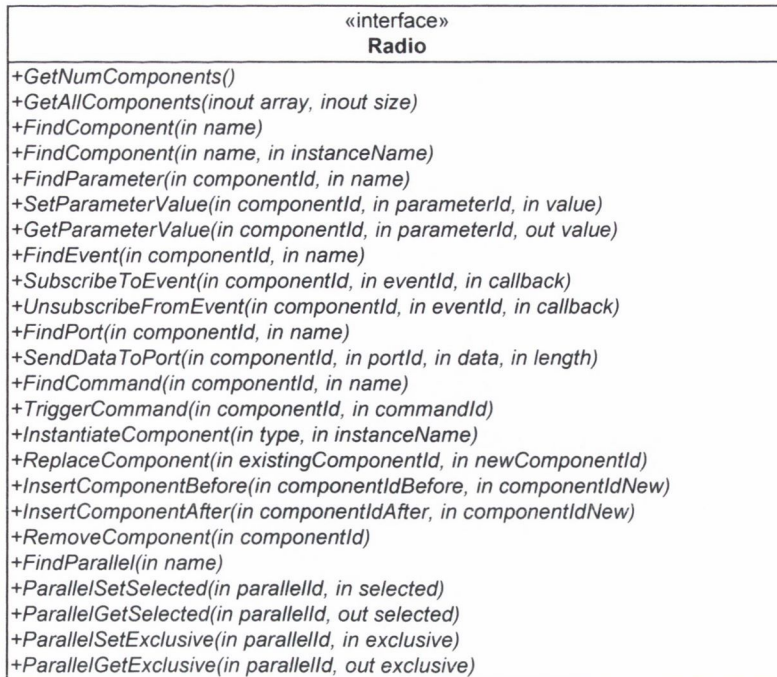 «interface»
Radio
+GetNumComponents()
+GetAllComponents(inout array, inout size)
+FindComponent(in name)
+FindComponent(in name, in instanceName)
+FindParameter(in componentId, in name)
+SetParameterValue(in componentId, in parameterId, in value)
+GetParameterValue(in componentId, in parameterId, out value)
+FindEvent(in componentId, in name)
+SubscribeToEvent(in componentId, in eventId, in callback)
+UnsubscribeFromEvent(in componentId, in eventId, in callback)
+FindPort(in componentId, in name)
+SendDataToPort(in componentId, in portId, in data, in length)
+FindCommand(in componentId, in name)
+TriggerCommand(in componentId, in commandId)
+InstantiateComponent(in type, in instanceName)
+ReplaceComponent(in existingComponentId, in newComponentId)
+InsertComponentBefore(in componentIdBefore, in componentIdNew)
+InsertComponentAfter(in componentIdAfter, in componentIdNew)
+RemoveComponent(in componentId)
+FindParallel(in name)
+ParallelSetSelected(in parallelId, in selected)
+ParallelGetSelected(in parallelId, out selected)
+ParallelSetExclusive(in parallelId, in exclusive)
+ParallelGetExclusive(in parallelId, out exclusive)